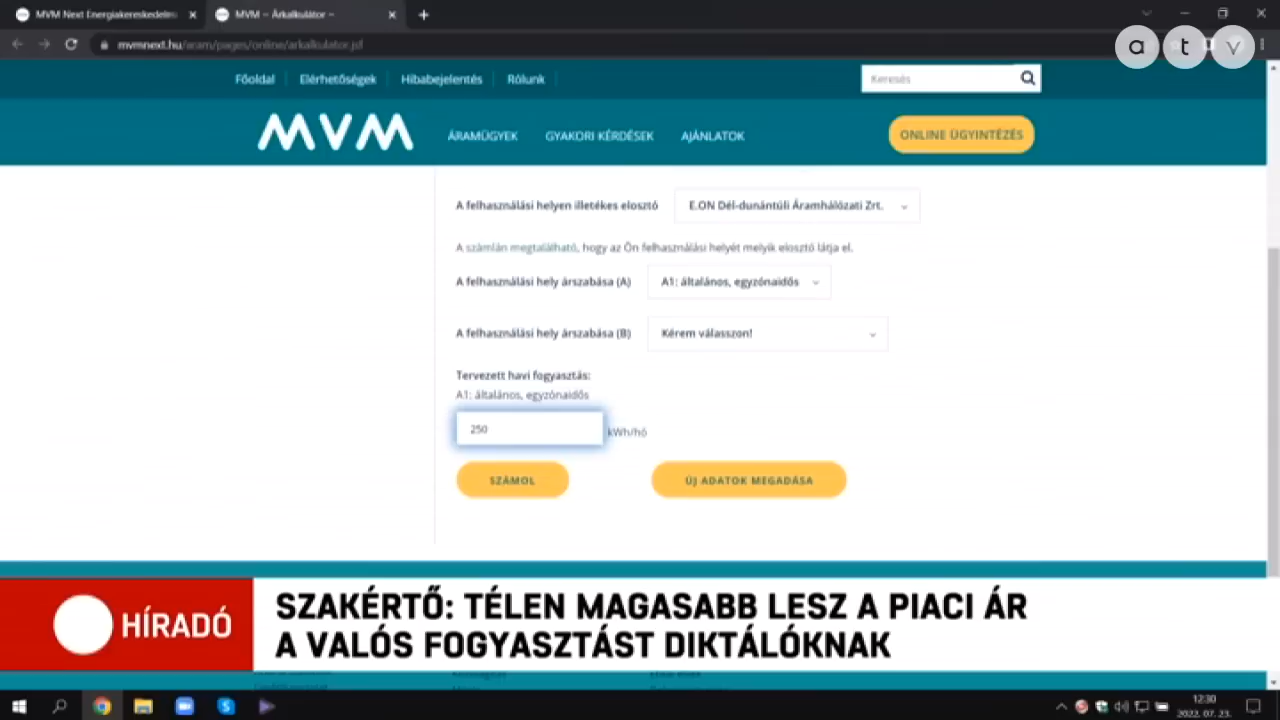 MVM Next Energiakereskedelmi
MVM – Árkalkulátor –
mvmnext.hu/aram/pages/online/arkalkulator.jsf
atv
Főoldal
Elérhetőségek
Hibabejelentés
Rólunk
Keresés
MVM
ÁRAMÜGYEK
GYAKORI KÉRDÉSEK
AJÁNLATOK
ONLINE ÜGYINTÉZÉS
A felhasználási helyen illetékes elosztó
E.ON Dél-dunántúli Áramhálózati Zrt.
A számlán megtalálható, hogy az Ön felhasználási helyét melyik elosztó látja el.
A felhasználási hely árszabása (A)
A1: általános, egyzónaidős
A felhasználási hely árszabása (B)
Kérem válasszon!
Tervezett havi fogyasztás:
A1: általános, egyzónaidős
250
kWh/hó
SZÁMOL
ÚJ ADATOK MEGADÁSA
HÍRADÓ
SZAKÉRTŐ: TÉLEN MAGASABB LESZ A PIACI ÁR
A VALÓS FOGYASZTÁST DIKTÁLÓKNAK
12:30
2022. 07. 23.